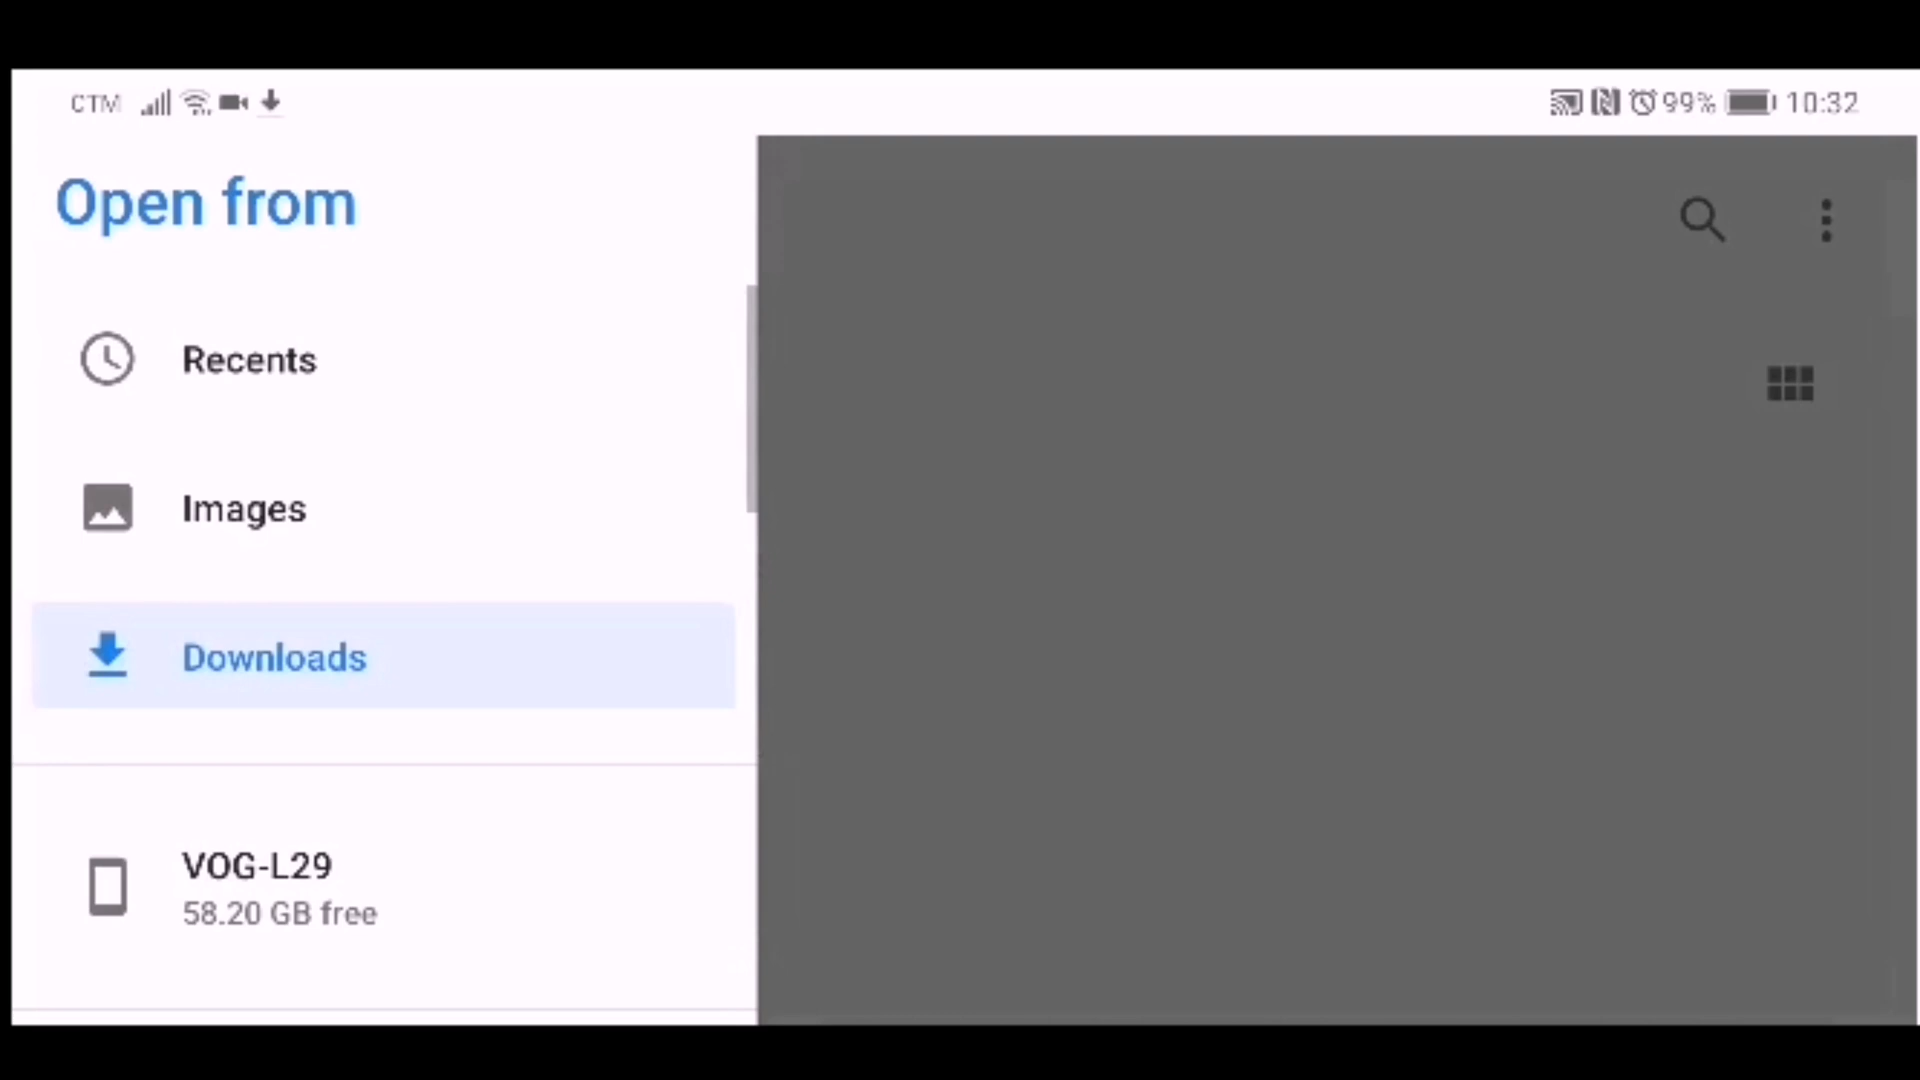 CTM 99% 10:32
Open from
Recents
Images
Downloads
VOG-L29
58.20 GB free